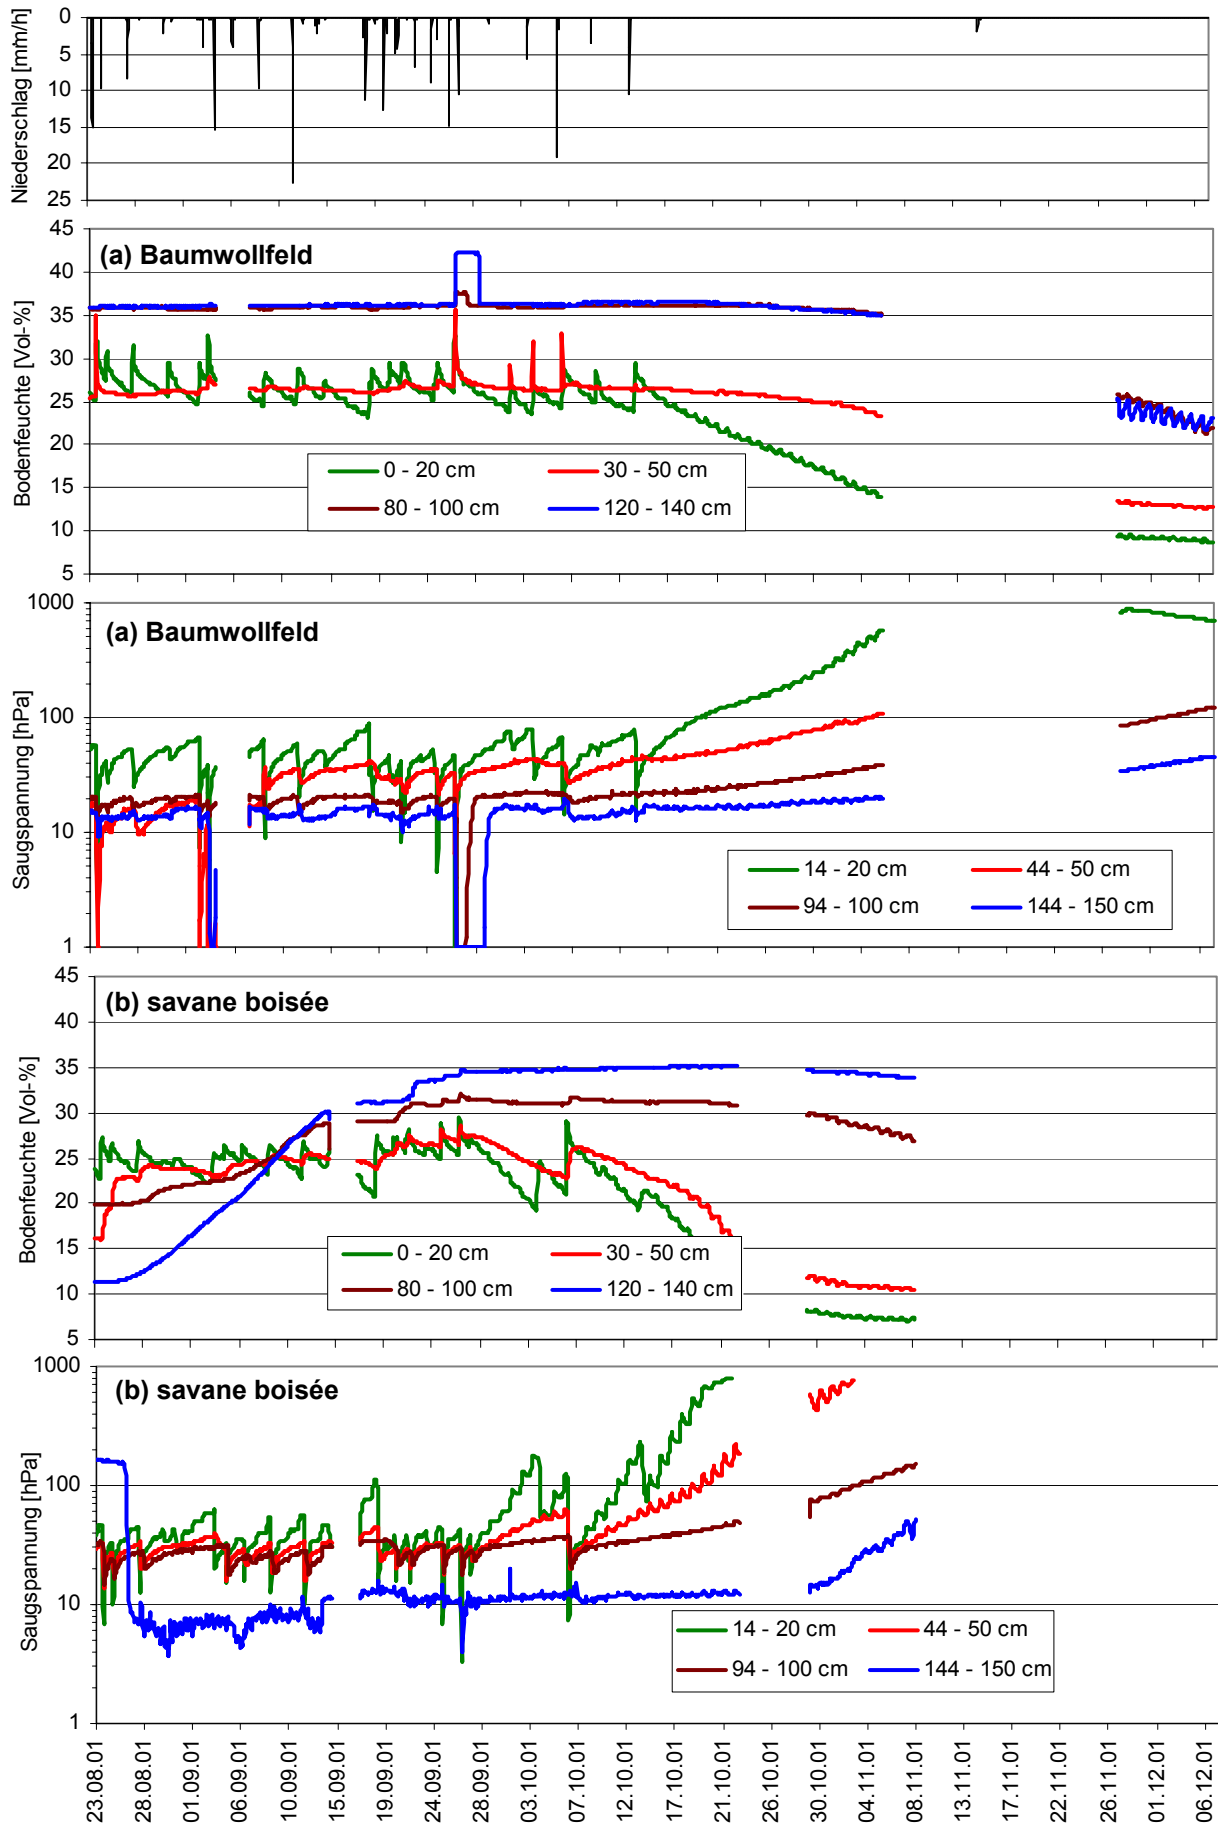 Niederschlag [mm/h]
0
5
10
15
20
25
(a) Baumwollfeld
Bodenfeuchte [Vol-%]
45
40
35
30
25
20
15
10
5
0 - 20 cm
30 - 50 cm
80 - 100 cm
120 - 140 cm
(a) Baumwollfeld
Saugspannung [hPa]
1000
100
10
1
14 - 20 cm
44 - 50 cm
94 - 100 cm
144 - 150 cm
(b) savane boisée
Bodenfeuchte [Vol-%]
45
40
35
30
25
20
15
10
5
0 - 20 cm
30 - 50 cm
80 - 100 cm
120 - 140 cm
(b) savane boisée
Saugspannung [hPa]
1000
100
10
1
14 - 20 cm
44 - 50 cm
94 - 100 cm
144 - 150 cm
23.08.01
28.08.01
01.09.01
06.09.01
10.09.01
15.09.01
19.09.01
24.09.01
28.09.01
03.10.01
07.10.01
12.10.01
17.10.01
21.10.01
26.10.01
30.10.01
04.11.01
08.11.01
13.11.01
17.11.01
22.11.01
26.11.01
01.12.01
06.12.01